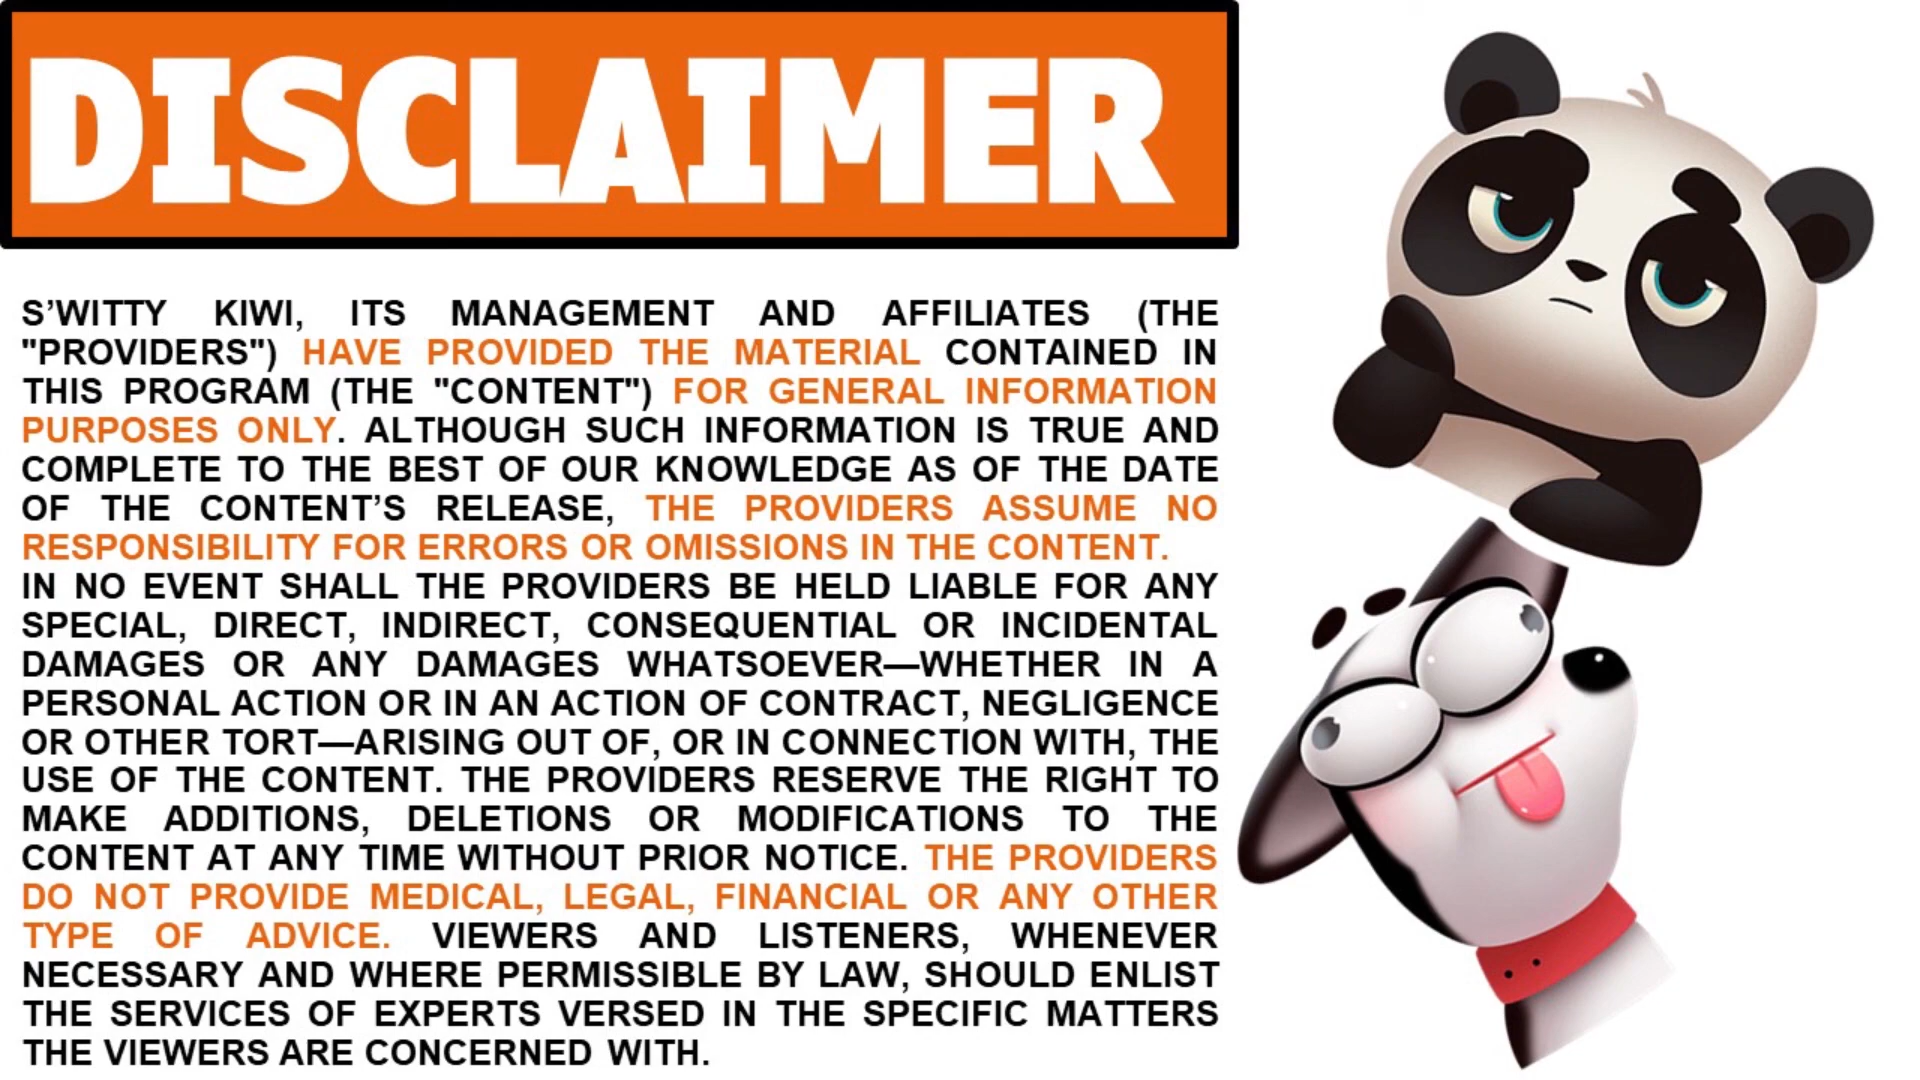 DISCLAIMER
S’WITTY KIWI, ITS MANAGEMENT AND AFFILIATES (THE
"PROVIDERS") HAVE PROVIDED THE MATERIAL CONTAINED IN
THIS PROGRAM (THE "CONTENT") FOR GENERAL INFORMATION
PURPOSES ONLY. ALTHOUGH SUCH INFORMATION IS TRUE AND
COMPLETE TO THE BEST OF OUR KNOWLEDGE AS OF THE DATE
OF THE CONTENT’S RELEASE, THE PROVIDERS ASSUME NO
RESPONSIBILITY FOR ERRORS OR OMISSIONS IN THE CONTENT.
IN NO EVENT SHALL THE PROVIDERS BE HELD LIABLE FOR ANY
SPECIAL, DIRECT, INDIRECT, CONSEQUENTIAL OR INCIDENTAL
DAMAGES OR ANY DAMAGES WHATSOEVER—WHETHER IN A
PERSONAL ACTION OR IN AN ACTION OF CONTRACT, NEGLIGENCE
OR OTHER TORT—ARISING OUT OF, OR IN CONNECTION WITH, THE
USE OF THE CONTENT. THE PROVIDERS RESERVE THE RIGHT TO
MAKE ADDITIONS, DELETIONS OR MODIFICATIONS TO THE
CONTENT AT ANY TIME WITHOUT PRIOR NOTICE. THE PROVIDERS
DO NOT PROVIDE MEDICAL, LEGAL, FINANCIAL OR ANY OTHER
TYPE OF ADVICE. VIEWERS AND LISTENERS, WHENEVER
NECESSARY AND WHERE PERMISSIBLE BY LAW, SHOULD ENLIST
THE SERVICES OF EXPERTS VERSED IN THE SPECIFIC MATTERS
THE VIEWERS ARE CONCERNED WITH.